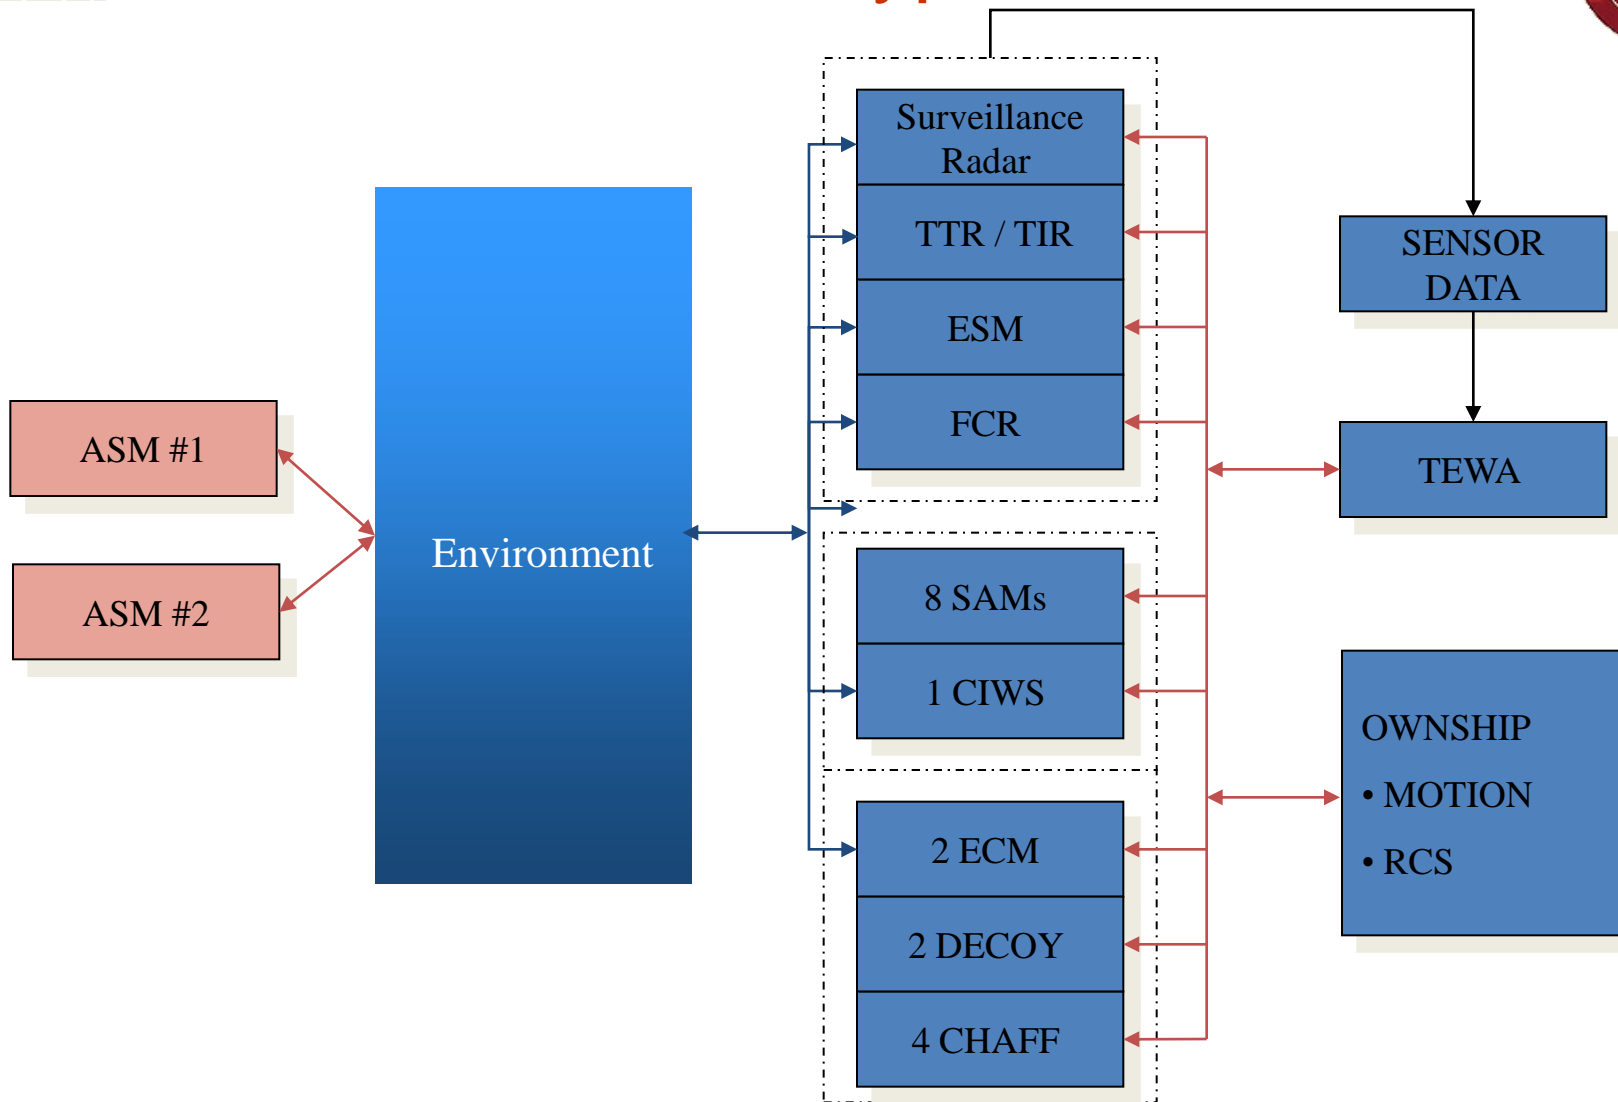 Surveillance
Radar
TTR / TIR
ESM
FCR
SENSOR
DATA
TEWA
ASM #1
ASM #2
Environment
8 SAMs
1 CIWS
2 ECM
2 DECOY
4 CHAFF
OWNSHIP
• MOTION
• RCS